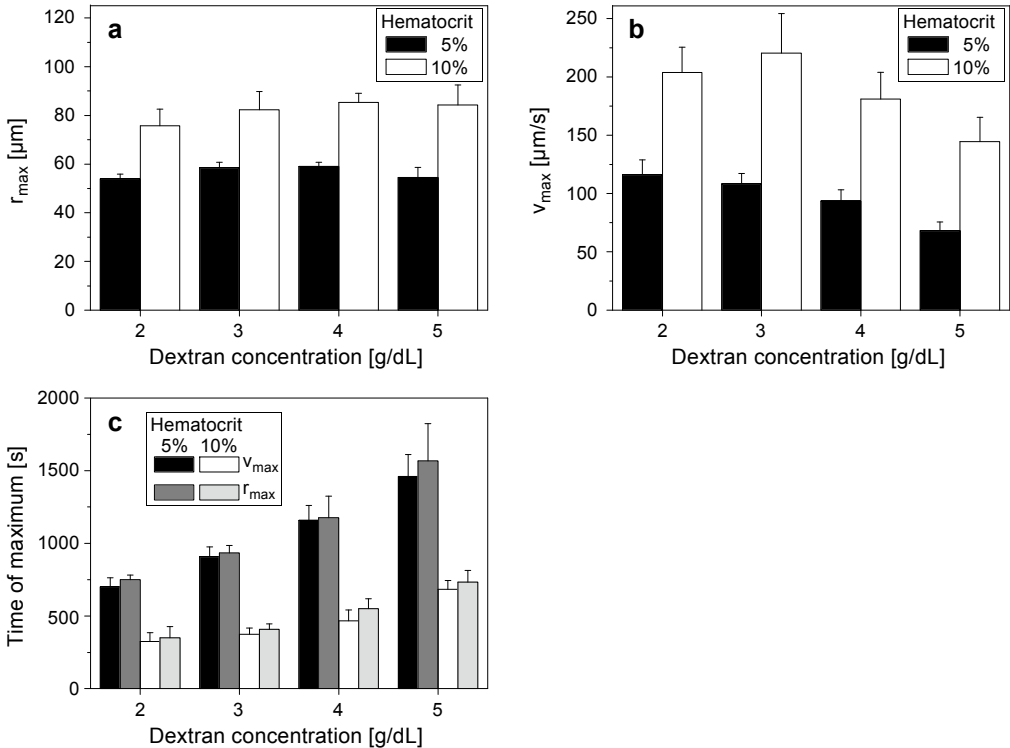 a
Hematocrit
5%
10%
120
100
80
60
40
20
0
r_max [µm]
2 3 4 5
Dextran concentration [g/dL]
b
Hematocrit
5%
10%
250
200
150
100
50
0
v_max [µm/s]
2 3 4 5
Dextran concentration [g/dL]
c
Hematocrit
5% 10%
v_max
r_max
2000
1500
1000
500
0
Time of maximum [s]
2 3 4 5
Dextran concentration [g/dL]